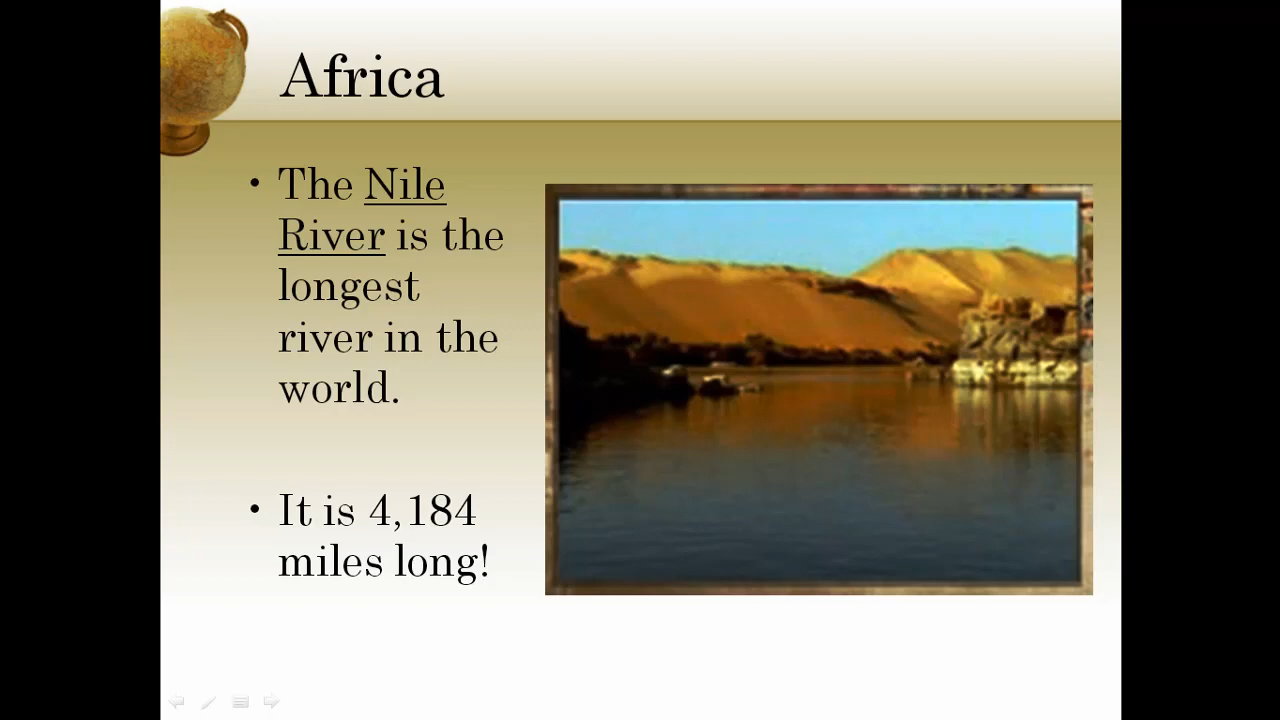 Africa
• The Nile
River is the
longest
river in the
world.
• It is 4,184
miles long!